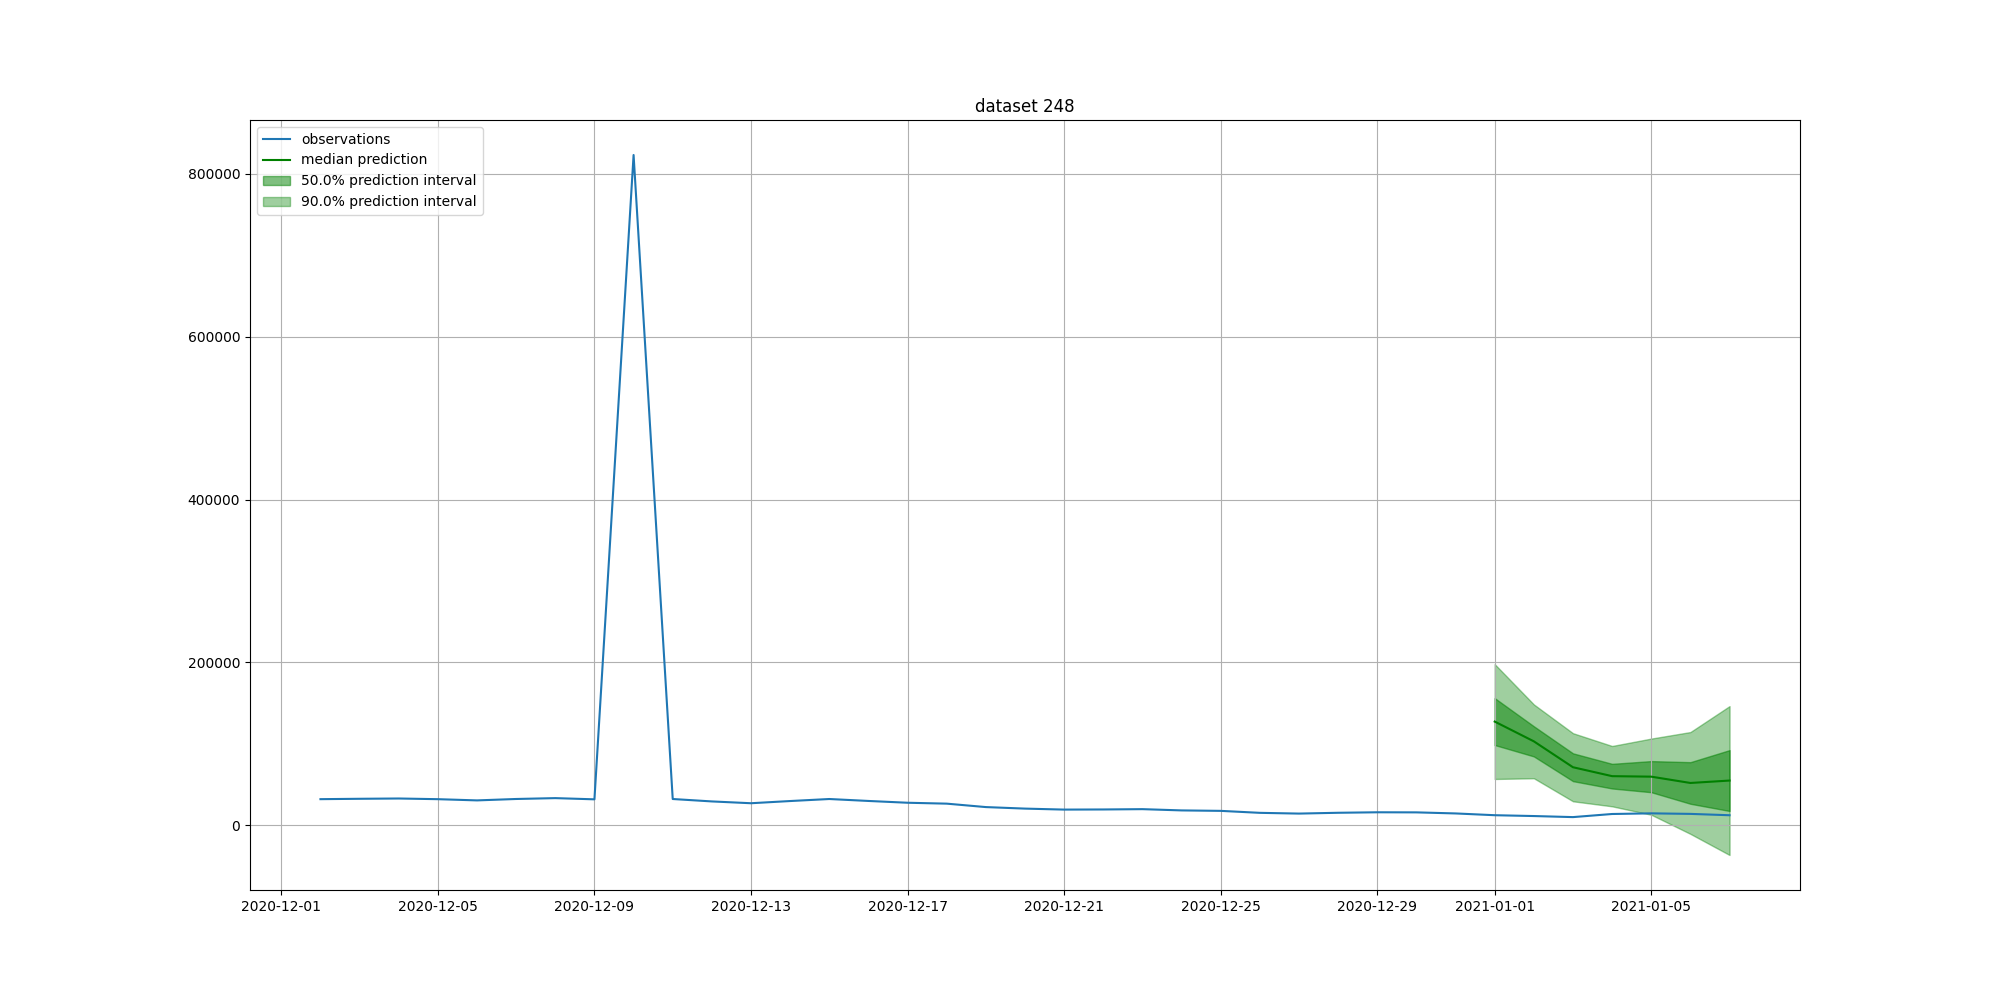 dataset 248
observations
median prediction
50.0% prediction interval
90.0% prediction interval
800000
600000
400000
200000
0
2020-12-01 2020-12-05 2020-12-09 2020-12-13 2020-12-17 2020-12-21 2020-12-25 2020-12-29 2021-01-01 2021-01-05